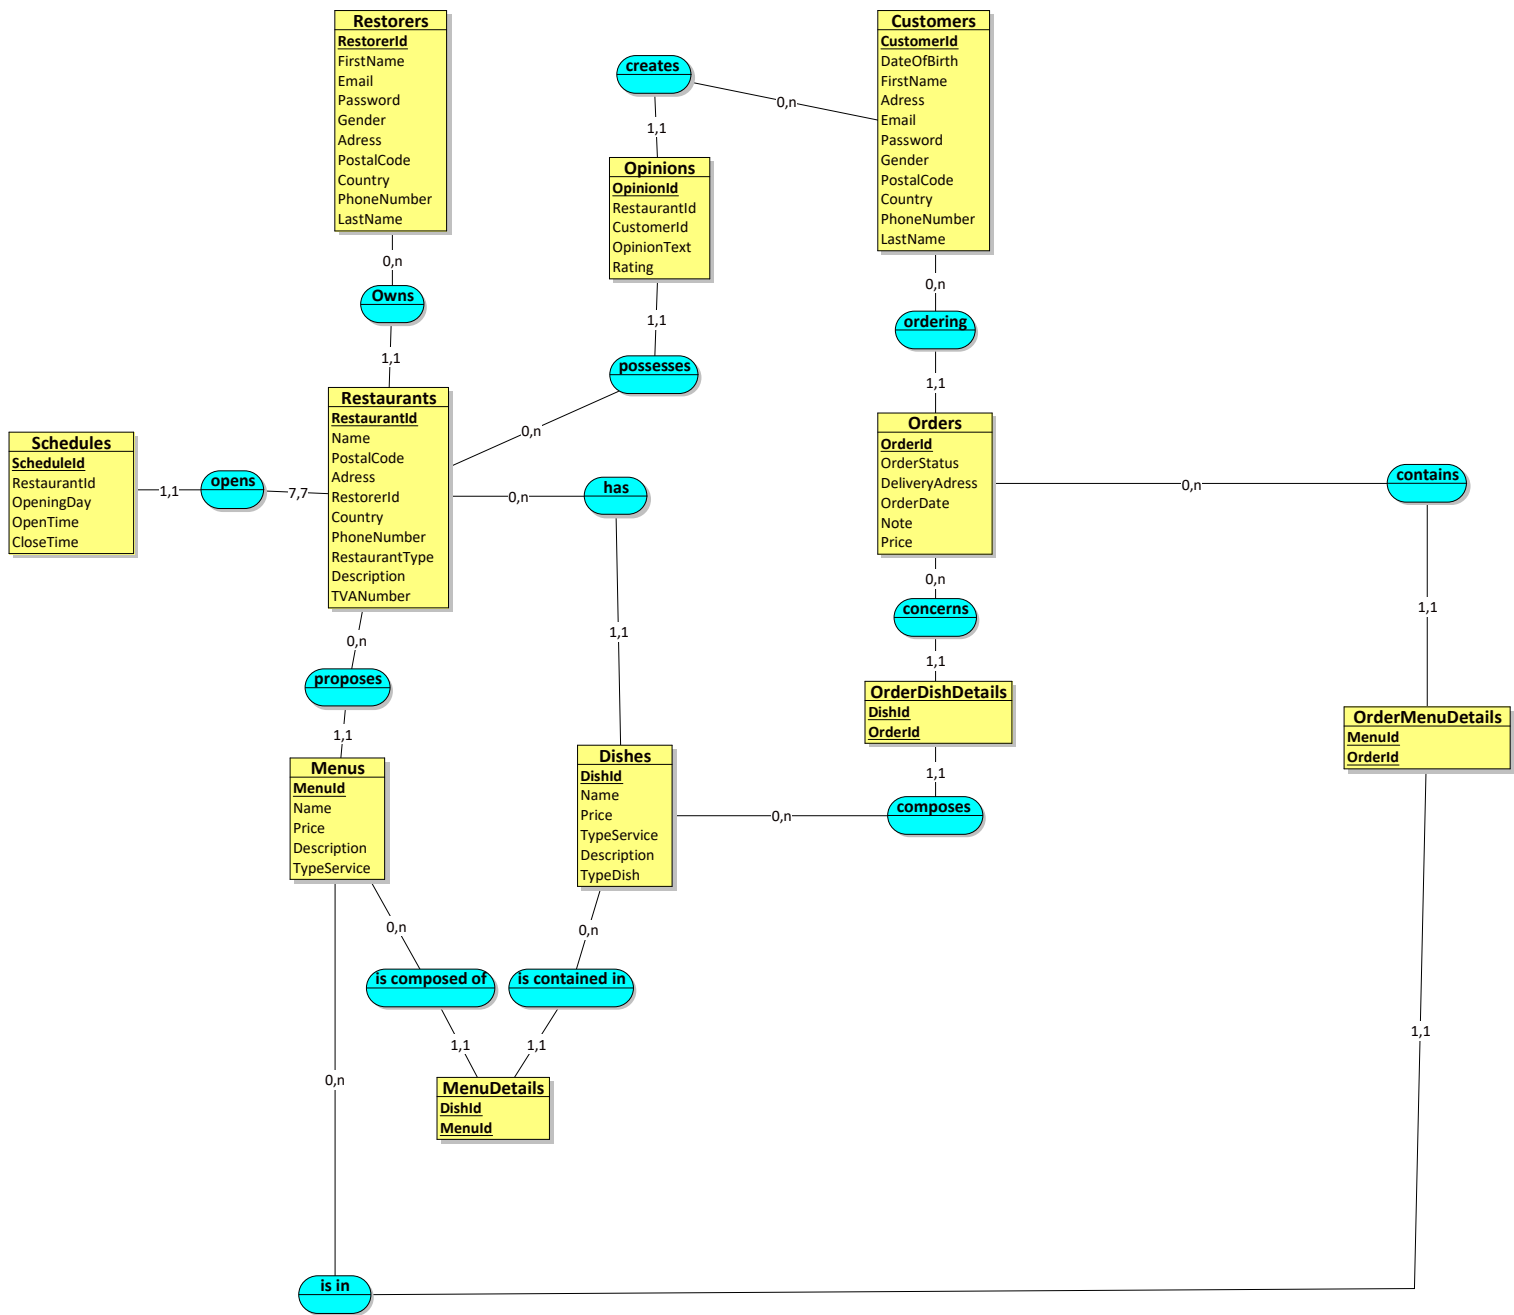 Restorers
RestorerId
FirstName
Email
Password
Gender
Adress
PostalCode
Country
PhoneNumber
LastName
0,n
Owns
1,1
creates
0,n
1,1
Opinions
OpinionId
RestaurantId
CustomerId
OpinionText
Rating
1,1
possesses
0,n
Customers
CustomerId
DateOfBirth
FirstName
Adress
Email
Password
Gender
PostalCode
Country
PhoneNumber
LastName
0,n
ordering
1,1
Schedules
ScheduleId
RestaurantId
OpeningDay
OpenTime
CloseTime
1,1
opens
7,7
Restaurants
RestaurantId
Name
PostalCode
Adress
RestorerId
Country
PhoneNumber
RestaurantType
Description
TVANumber
0,n
has
1,1
Orders
OrderId
OrderStatus
DeliveryAdress
OrderDate
Note
Price
0,n
contains
1,1
0,n
concerns
1,1
OrderDishDetails
DishId
OrderId
1,1
composes
0,n
OrderMenuDetails
MenuId
OrderId
0,n
proposes
1,1
Menus
MenuId
Name
Price
Description
TypeService
Dishes
DishId
Name
Price
TypeService
Description
TypeDish
0,n
is composed of
1,1
0,n
is contained in
1,1
MenuDetails
DishId
MenuId
0,n
is in
1,1